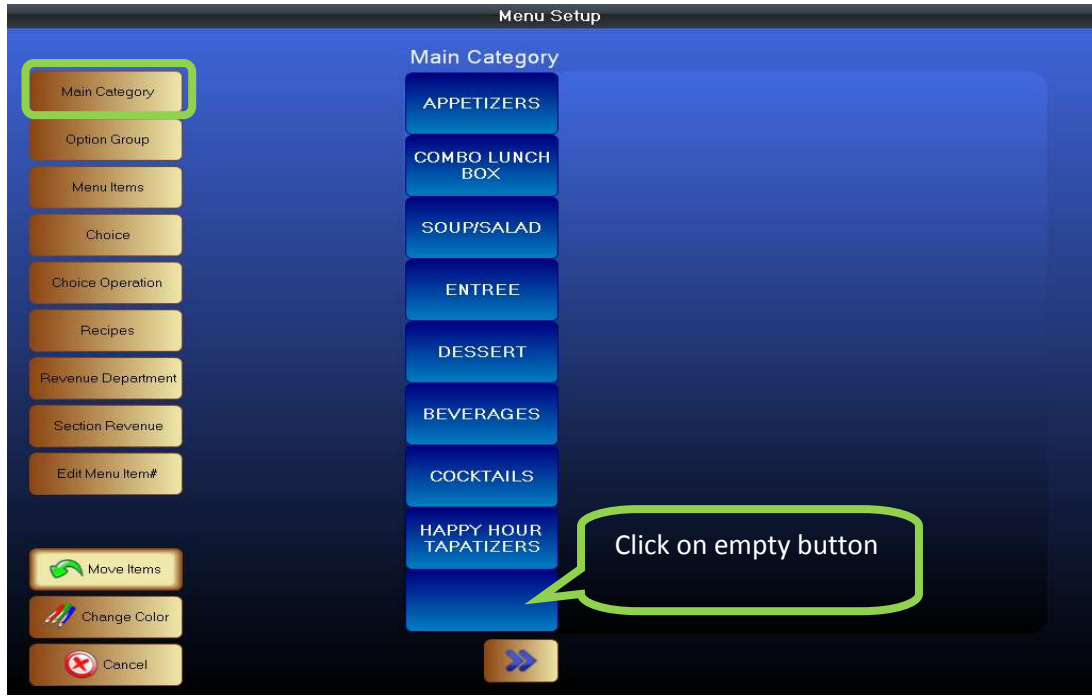 Menu Setup
Main Category
Option Group
Menu Items
Choice
Choice Operation
Recipes
Revenue Department
Section Revenue
Edit Menu Item#
Move Items
Change Color
Cancel
Main Category
APPETIZERS
COMBO LUNCH
BOX
SOUP/SALAD
ENTREE
DESSERT
BEVERAGES
COCKTAILS
HAPPY HOUR
TAPATIZERS
Click on empty button